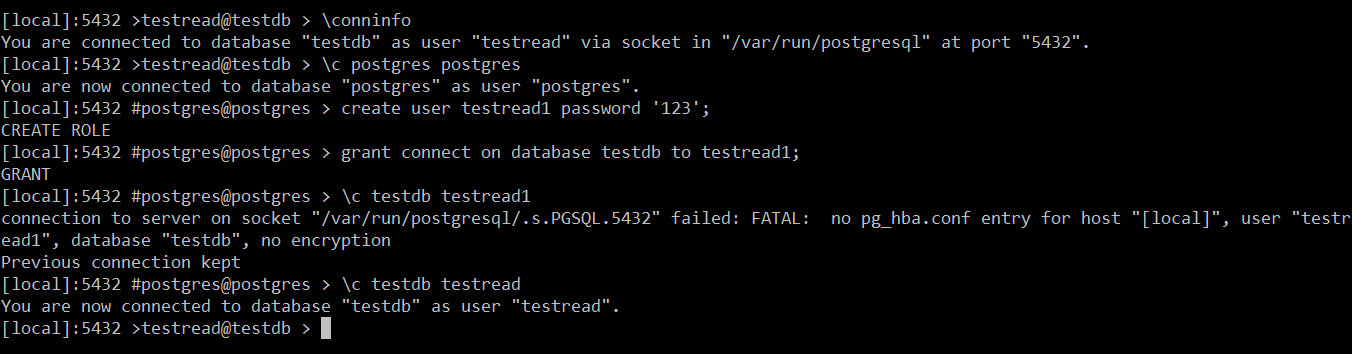 [local]:5432 >testread@testdb > \conninfo
You are connected to database "testdb" as user "testread" via socket in "/var/run/postgresql" at port "5432".
[local]:5432 >testread@testdb > \c postgres postgres
You are now connected to database "postgres" as user "postgres".
[local]:5432 #postgres@postgres > create user testread1 password '123';
CREATE ROLE
[local]:5432 #postgres@postgres > grant connect on database testdb to testread1;
GRANT
[local]:5432 #postgres@postgres > \c testdb testread1
connection to server on socket "/var/run/postgresql/.s.PGSQL.5432" failed: FATAL:  no pg_hba.conf entry for host "[local]", user "testr
ead1", database "testdb", no encryption
Previous connection kept
[local]:5432 #postgres@postgres > \c testdb testread
You are now connected to database "testdb" as user "testread".
[local]:5432 >testread@testdb >